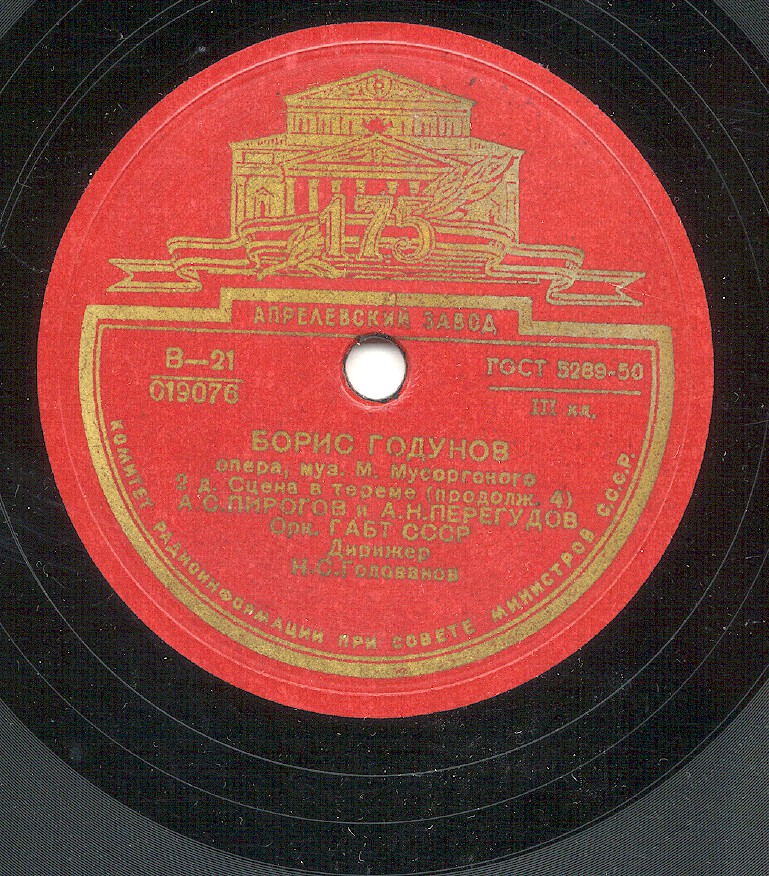 175
АПРЕЛЕВСКИЙ ЗАВОД
В—21
019076
ГОСТ 5289-50
III кл.
БОРИС ГОДУНОВ
опера, муз. М. Мусоргского
2 д. Сцена в тереме (продолж. 4)
А.С.ПИРОГОВ и А.Н.ПЕРЕГУДОВ
Орк. ГАБТ СССР
Дирижер
Н.С.Голованов
КОМИТЕТ РАДИОИНФОРМАЦИИ ПРИ СОВЕТЕ МИНИСТРОВ С.С.С.Р.